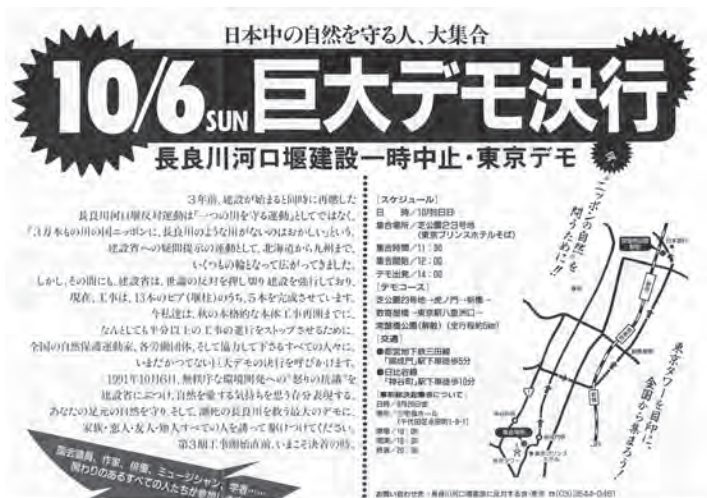 日本中の自然を守る人、大集合
10/6 SUN 巨大デモ決行
長良川河口堰建設一時中止・東京デモ
3年前、建設が始まると同時に再燃した
長良川河口堰反対運動は「一つの川を守る運動」としてではなく、
「3万本もの川の国ニッポンに、長良川のような川がないのはおかしい」という、
建設省への疑問提示の運動として、北海道から九州まで、
いくつもの輪となって広がってきました。
しかし、その間にも、建設省は、世論の反対を押し切り建設を強行しており、
現在、工事は、13本のピア(堰柱)のうち、5本を完成させています。
今私達は、秋の本格的な本体工事再開までに、
なんとしても半分以上の工事の進行をストップさせるために、
全国の自然保護運動家、各労働団体、そして協力して下さるすべての人々に、
いまだかつてない巨大デモの決行を呼びかけます。
1991年10月6日、無秩序な環境開発への“怒りの抗議”を
建設省にぶつけ、自然を愛する気持ちを思う存分表現する。
あなたの足元の自然を守り、そして、瀕死の長良川を救う最大のデモに、
家族・恋人・友人・知人すべての人を誘って駆けつけてください。
第3期工事開始直前、いまこそ決着の時。
国会議員、作家、俳優、ミュージシャン、学者……
関わりのあるすべての人たちが
[スケジュール]
日 時/10月6日日
集合場所/芝公園23号地
(東京プリンスホテルそば)
集合時間/11:30
集会開始/12:00
デモ出発/14:00
[デモコース]
芝公園23号地→虎ノ門→新橋→
数寄屋橋→東京駅八重洲口→
常盤橋公園(解散)(全行程約5km)
[交通]
●都営地下鉄三田線
「御成門」駅下車徒歩5分
●日比谷線
「神谷町」駅下車徒歩10分
ニッポンの自然を問うために!!
東京タワーを目印に、
全国から集まろう!